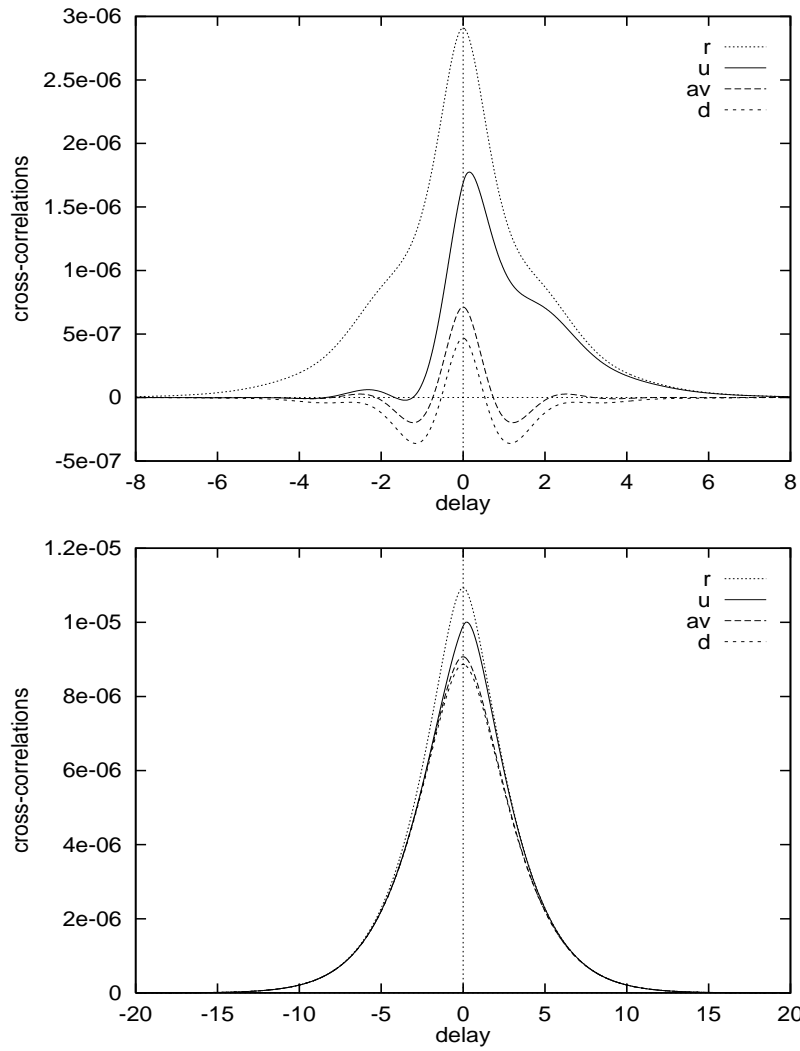 3e-06
2.5e-06
2e-06
1.5e-06
1e-06
5e-07
0
-5e-07
cross-correlations
-8 -6 -4 -2 0 2 4 6 8
delay
r
u
av
d
1.2e-05
1e-05
8e-06
6e-06
4e-06
2e-06
0
cross-correlations
-20 -15 -10 -5 0 5 10 15 20
delay
r
u
av
d